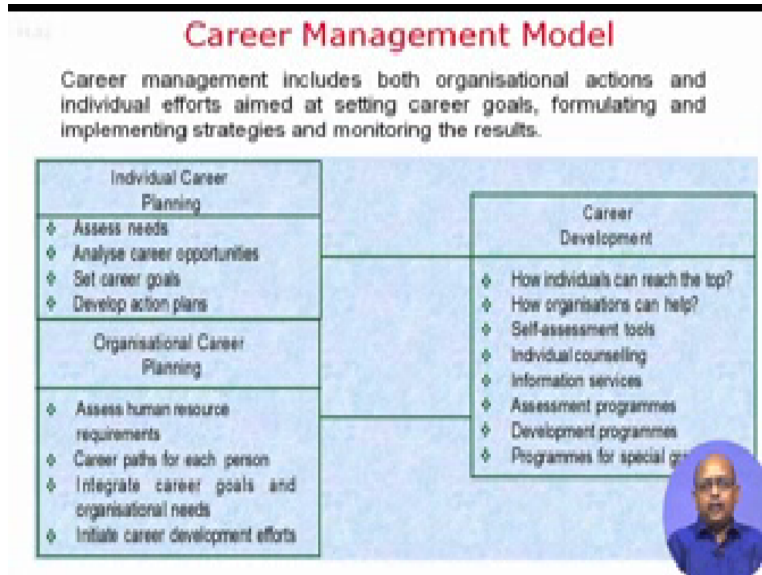 Career Management Model
Career management includes both organisational actions and
individual efforts aimed at setting career goals, formulating and
implementing strategies and monitoring the results.
Individual Career
Planning
Assess needs
Analyse career opportunities
Set career goals
Develop action plans
Organisational Career
Planning
Assess human resource
requirements
Career paths for each person
Integrate career goals and
organisational needs
Initiate career development efforts
Career
Development
How individuals can reach the top?
How organisations can help?
Self-assessment tools
Individual counselling
Information services
Assessment programmes
Development programmes
Programmes for special